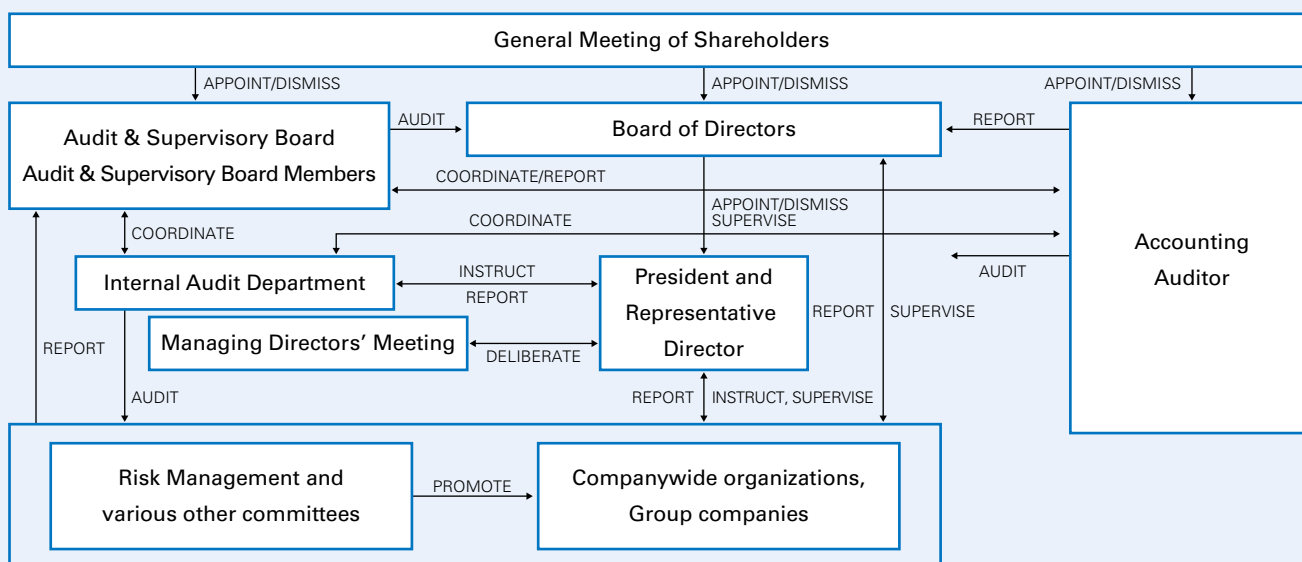 General Meeting of Shareholders
APPOINT/DISMISS
APPOINT/DISMISS
APPOINT/DISMISS
Audit & Supervisory Board
Audit & Supervisory Board Members
AUDIT
Board of Directors
REPORT
COORDINATE/REPORT
APPOINT/DISMISS
SUPERVISE
COORDINATE
COORDINATE
Accounting
Auditor
Internal Audit Department
INSTRUCT
REPORT
President and
Representative
Director
AUDIT
Managing Directors’ Meeting
DELIBERATE
REPORT
SUPERVISE
REPORT
AUDIT
REPORT
INSTRUCT, SUPERVISE
Risk Management and
various other committees
PROMOTE
Companywide organizations,
Group companies